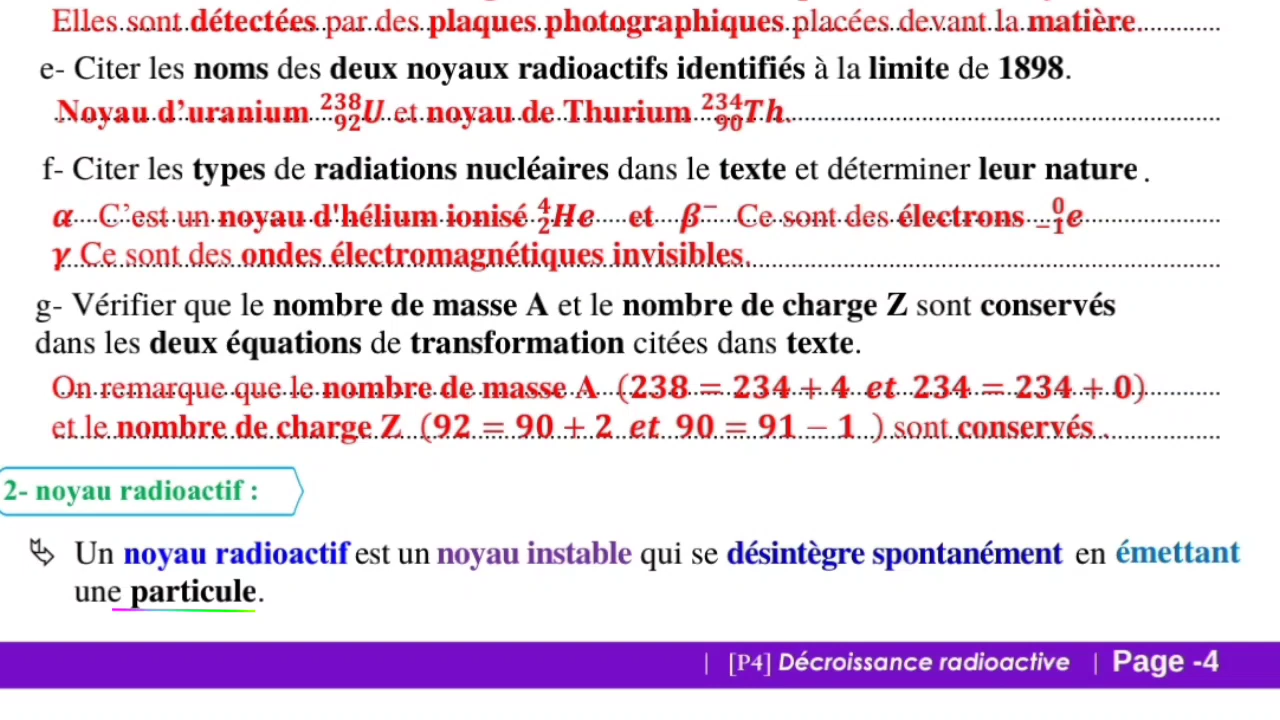 Elles sont détectées par des plaques photographiques placées devant la matière.
e- Citer les noms des deux noyaux radioactifs identifiés à la limite de 1898.
Noyau d’uranium ²³⁸₉₂U et noyau de Thurium ²³⁴₉₀Th.
f- Citer les types de radiations nucléaires dans le texte et déterminer leur nature .
α C’est un noyau d'hélium ionisé ⁴₂He et β⁻ Ce sont des électrons ⁰₋₁e
γ Ce sont des ondes électromagnétiques invisibles.
g- Vérifier que le nombre de masse A et le nombre de charge Z sont conservés
dans les deux équations de transformation citées dans texte.
On remarque que le nombre de masse A (238 = 234 + 4 et 234 = 234 + 0)
et le nombre de charge Z (92 = 90 + 2 et 90 = 91 − 1 ) sont conservés .
2- noyau radioactif :
Un noyau radioactif est un noyau instable qui se désintègre spontanément en émettant
une particule.
| [P4] Décroissance radioactive | Page -4